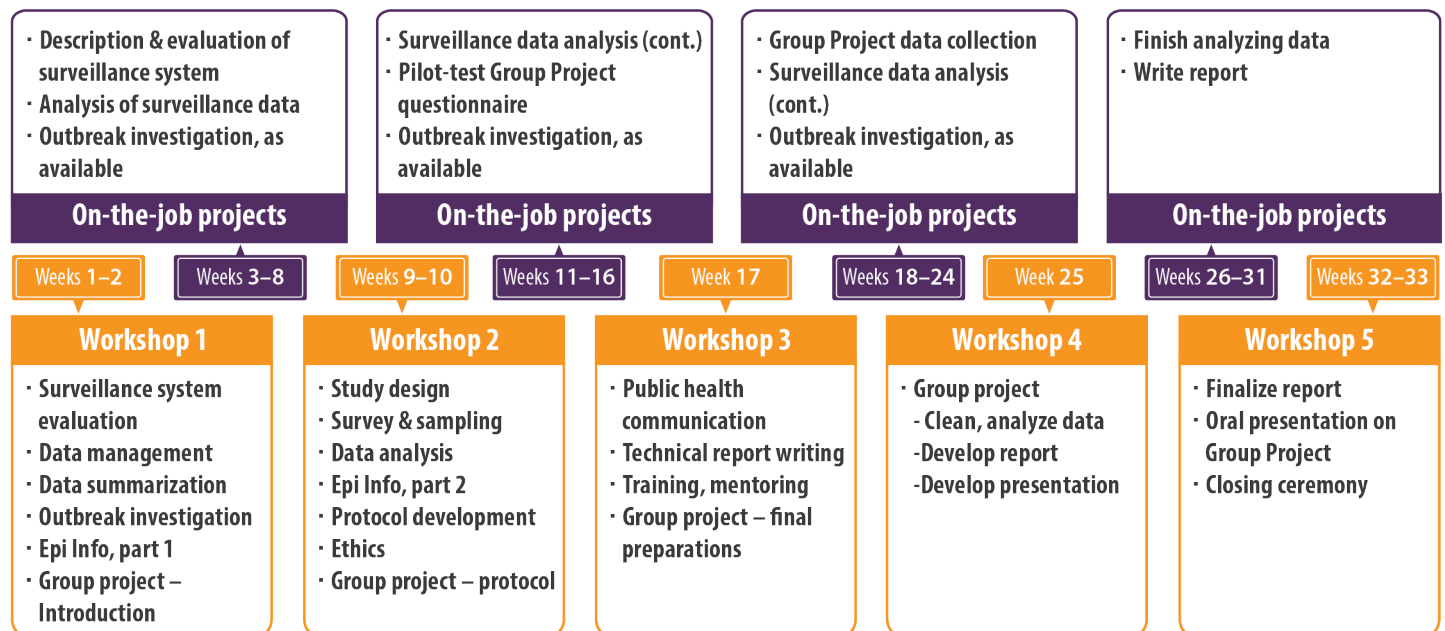 · Description & evaluation of
surveillance system
· Analysis of surveillance data
· Outbreak investigation, as
available
On-the-job projects
· Surveillance data analysis (cont.)
· Pilot-test Group Project
questionnaire
· Outbreak investigation, as
available
On-the-job projects
· Group Project data collection
· Surveillance data analysis
(cont.)
· Outbreak investigation, as
available
On-the-job projects
· Finish analyzing data
· Write report
On-the-job projects
Weeks 1–2
Weeks 3–8
Weeks 9–10
Weeks 11–16
Week 17
Weeks 18–24
Week 25
Weeks 26–31
Weeks 32–33
Workshop 1
· Surveillance system
evaluation
· Data management
· Data summarization
· Outbreak investigation
· Epi Info, part 1
· Group project –
Introduction
Workshop 2
· Study design
· Survey & sampling
· Data analysis
· Epi Info, part 2
· Protocol development
· Ethics
· Group project – protocol
Workshop 3
· Public health
communication
· Technical report writing
· Training, mentoring
· Group project – final
preparations
Workshop 4
· Group project
- Clean, analyze data
-Develop report
-Develop presentation
Workshop 5
· Finalize report
· Oral presentation on
Group Project
· Closing ceremony